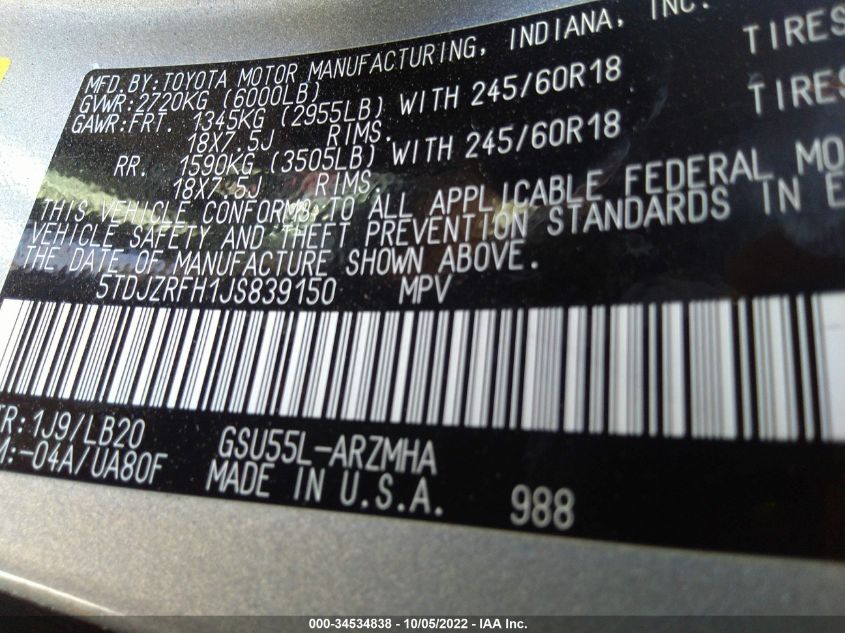 MFD.BY:TOYOTA MOTOR MANUFACTURING, INDIANA, INC.
GVWR:2720KG (6000LB)
GAWR:FRT. 1345KG (2955LB) WITH 245/60R18 TIRES
18X7.5J RIMS.
RR. 1590KG (3505LB) WITH 245/60R18 TIRES
18X7.5J RIMS.
THIS VEHICLE CONFORMS TO ALL APPLICABLE FEDERAL MO
VEHICLE SAFETY AND THEFT PREVENTION STANDARDS IN E
THE DATE OF MANUFACTURE SHOWN ABOVE.
5TDJZRFH1JS839150 MPV
TR:1J9/LB20 GSU55L-ARZMHA
M:-04A/UA80F MADE IN U.S.A. 988
000-34534838 - 10/05/2022 - IAA Inc.